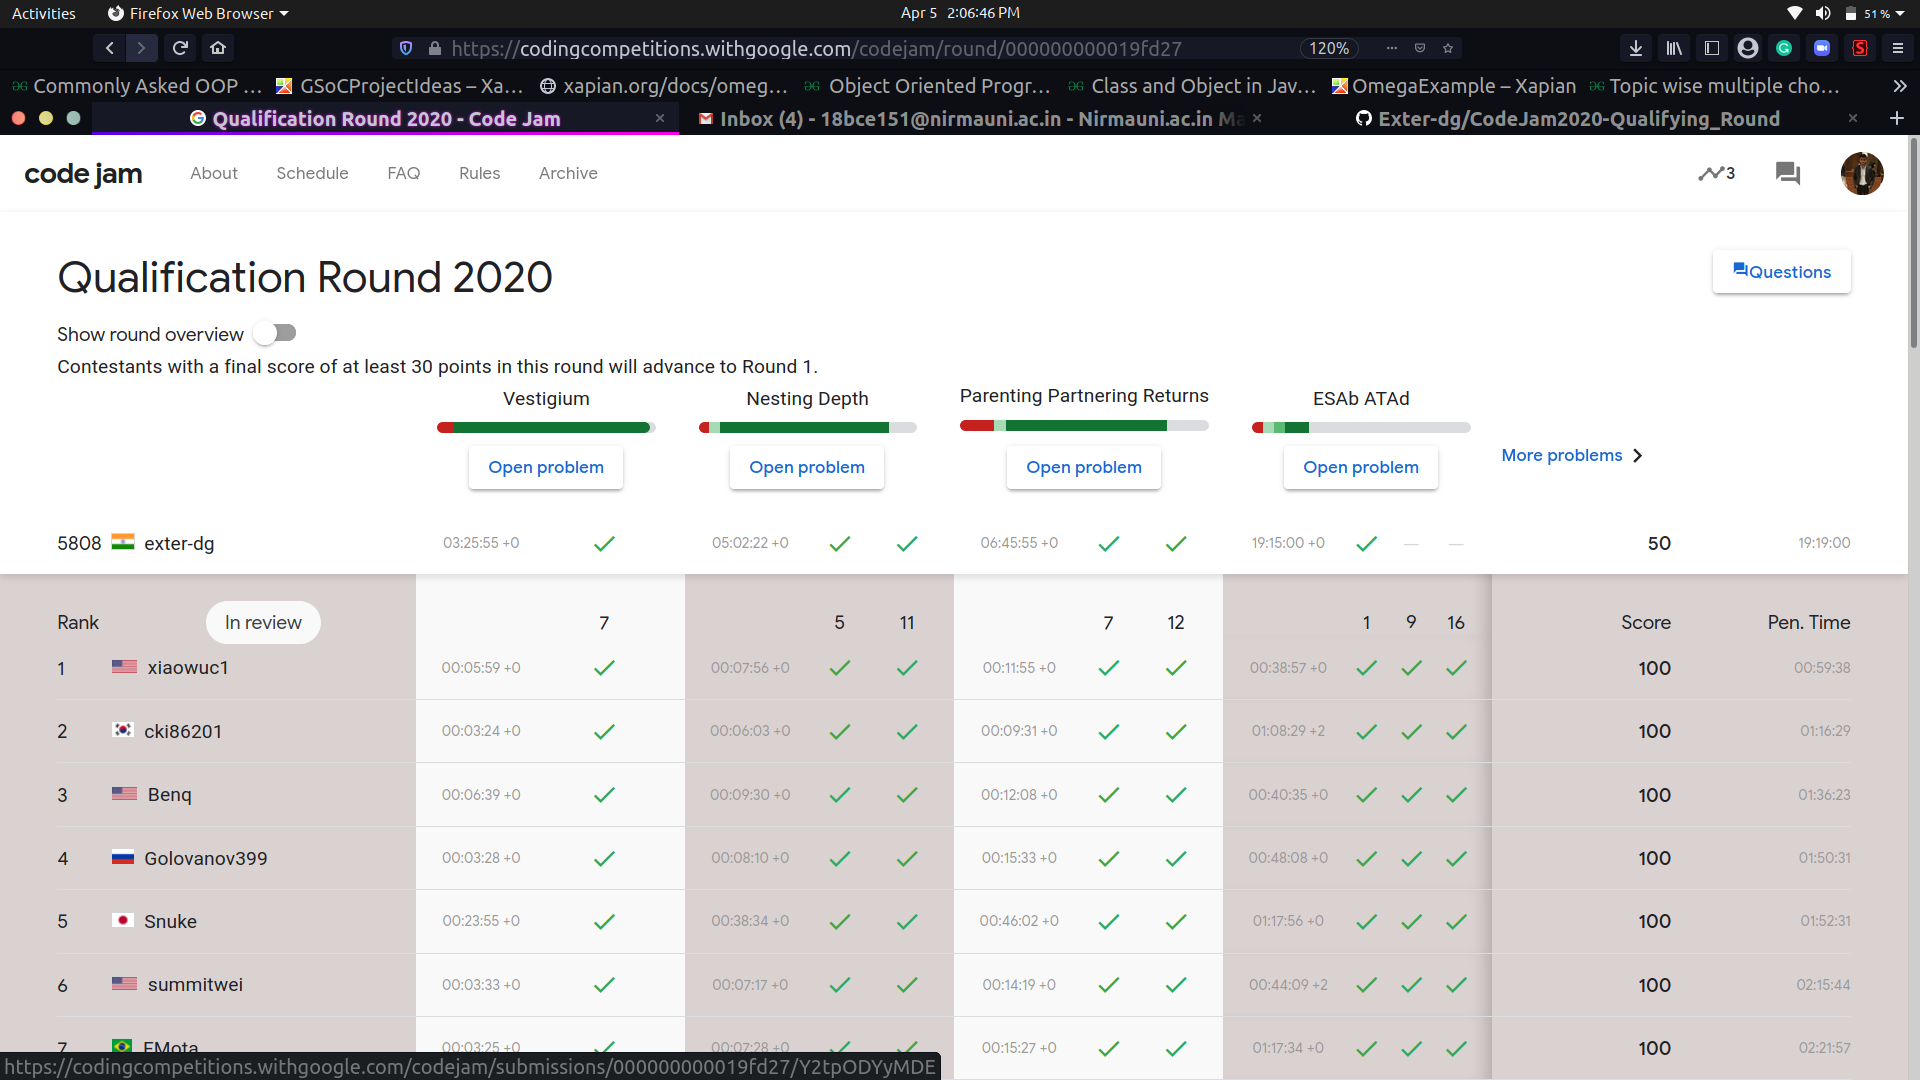 Activities Firefox Web Browser Apr 5 2:06:46 PM 51 %
https://codingcompetitions.withgoogle.com/codejam/round/000000000019fd27 120%
Commonly Asked OOP … GSoCProjectIdeas – Xa… xapian.org/docs/omeg… Object Oriented Progr… Class and Object in Jav… OmegaExample – Xapian Topic wise multiple cho…
Qualification Round 2020 - Code Jam Inbox (4) - 18bce151@nirmauni.ac.in - Nirmauni.ac.in Ma Exter-dg/CodeJam2020-Qualifying_Round
code jam About Schedule FAQ Rules Archive 3
Qualification Round 2020 Questions
Show round overview
Contestants with a final score of at least 30 points in this round will advance to Round 1.
Vestigium Nesting Depth Parenting Partnering Returns ESAb ATAd
Open problem Open problem Open problem Open problem More problems
5808 exter-dg 03:25:55 +0 05:02:22 +0 06:45:55 +0 19:15:00 +0 — — 50 19:19:00
Rank In review 7 5 11 7 12 1 9 16 Score Pen. Time
1 xiaowuc1 00:05:59 +0 00:07:56 +0 00:11:55 +0 00:38:57 +0 100 00:59:38
2 cki86201 00:03:24 +0 00:06:03 +0 00:09:31 +0 01:08:29 +2 100 01:16:29
3 Benq 00:06:39 +0 00:09:30 +0 00:12:08 +0 00:40:35 +0 100 01:36:23
4 Golovanov399 00:03:28 +0 00:08:10 +0 00:15:33 +0 00:48:08 +0 100 01:50:31
5 Snuke 00:23:55 +0 00:38:34 +0 00:46:02 +0 01:17:56 +0 100 01:52:31
6 summitwei 00:03:33 +0 00:07:17 +0 00:14:19 +0 00:44:09 +2 100 02:15:44
7 FMota 00:03:25 +0 00:07:28 +0 00:15:27 +0 01:17:34 +0 100 02:21:57
https://codingcompetitions.withgoogle.com/codejam/submissions/000000000019fd27/Y2tpODYyMDE